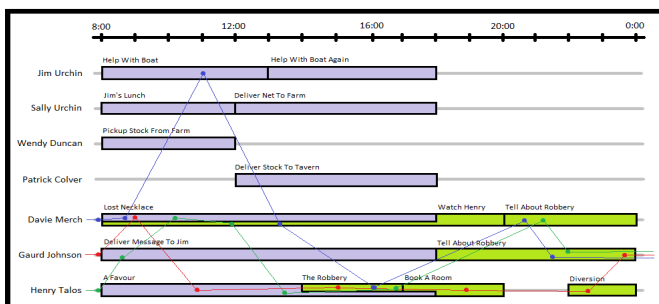 8:00 12:00 16:00 20:00 0:00
Help With Boat Help With Boat Again
Jim Urchin
Jim's Lunch Deliver Net To Farm
Sally Urchin
Pickup Stock From Farm
Wendy Duncan
Deliver Stock To Tavern
Patrick Colver
Lost Necklace Watch Henry Tell About Robbery
Davie Merch
Deliver Message To Jim Tell About Robbery
Gaurd Johnson
A Favour The Robbery Book A Room Diversion
Henry Talos